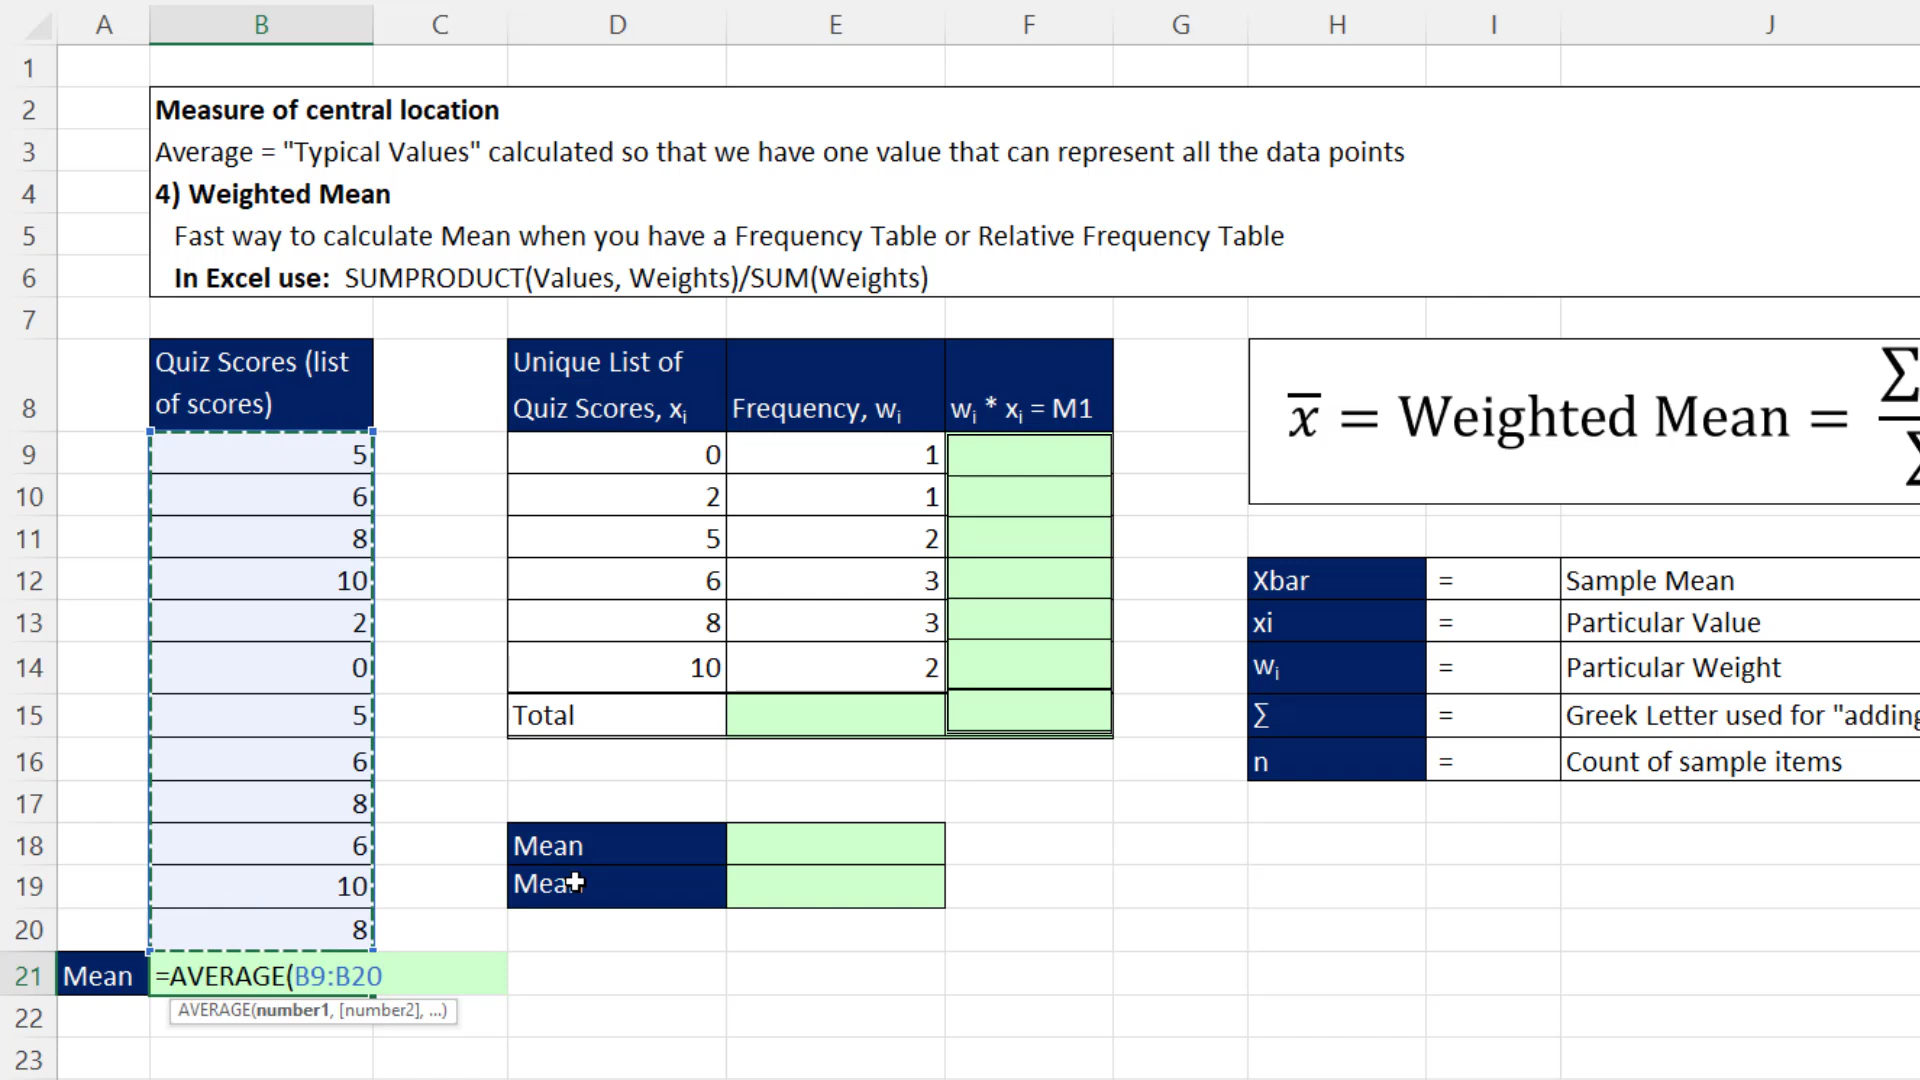 A B C D E F G H I J
1
2 Measure of central location
3 Average = "Typical Values" calculated so that we have one value that can represent all the data points
4 4) Weighted Mean
5 Fast way to calculate Mean when you have a Frequency Table or Relative Frequency Table
6 In Excel use: SUMPRODUCT(Values, Weights)/SUM(Weights)
7
Quiz Scores (list Unique List of
8 of scores) Quiz Scores, xᵢ Frequency, wᵢ wᵢ * xᵢ = M1
x̄ = Weighted Mean = ∑
∑
9 5 0 1
10 6 2 1
11 8 5 2
12 10 6 3 Xbar = Sample Mean
13 2 8 3 xi = Particular Value
14 0 10 2 wᵢ = Particular Weight
15 5 Total ∑ = Greek Letter used for "adding
16 6 n = Count of sample items
17 8
18 6 Mean
19 10 Mea
20 8
21 Mean =AVERAGE(B9:B20
AVERAGE(number1, [number2], ...)
22
23